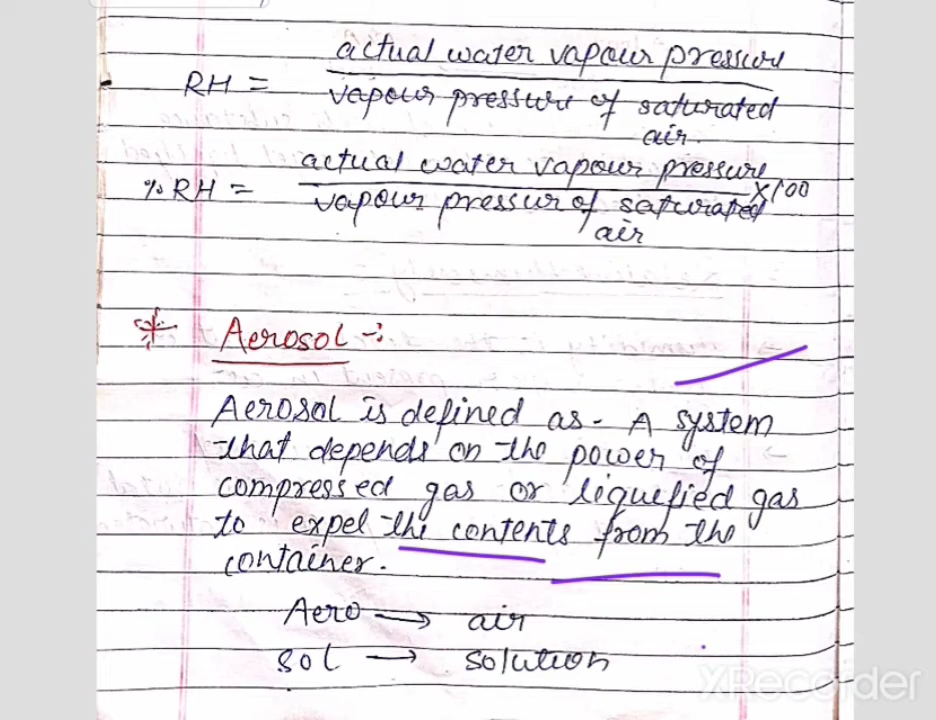 actual water vapour pressure
RH =
vapour pressure of saturated
air.
actual water vapour pressure
% RH = X 100
vapour pressur of saturated
air
* Aerosol -:
Aerosol is defined as - A system
that depends on the power of
compressed gas or liquefied gas
to expel the contents from the
container.
Aero → air
sol → solution
XRecorder